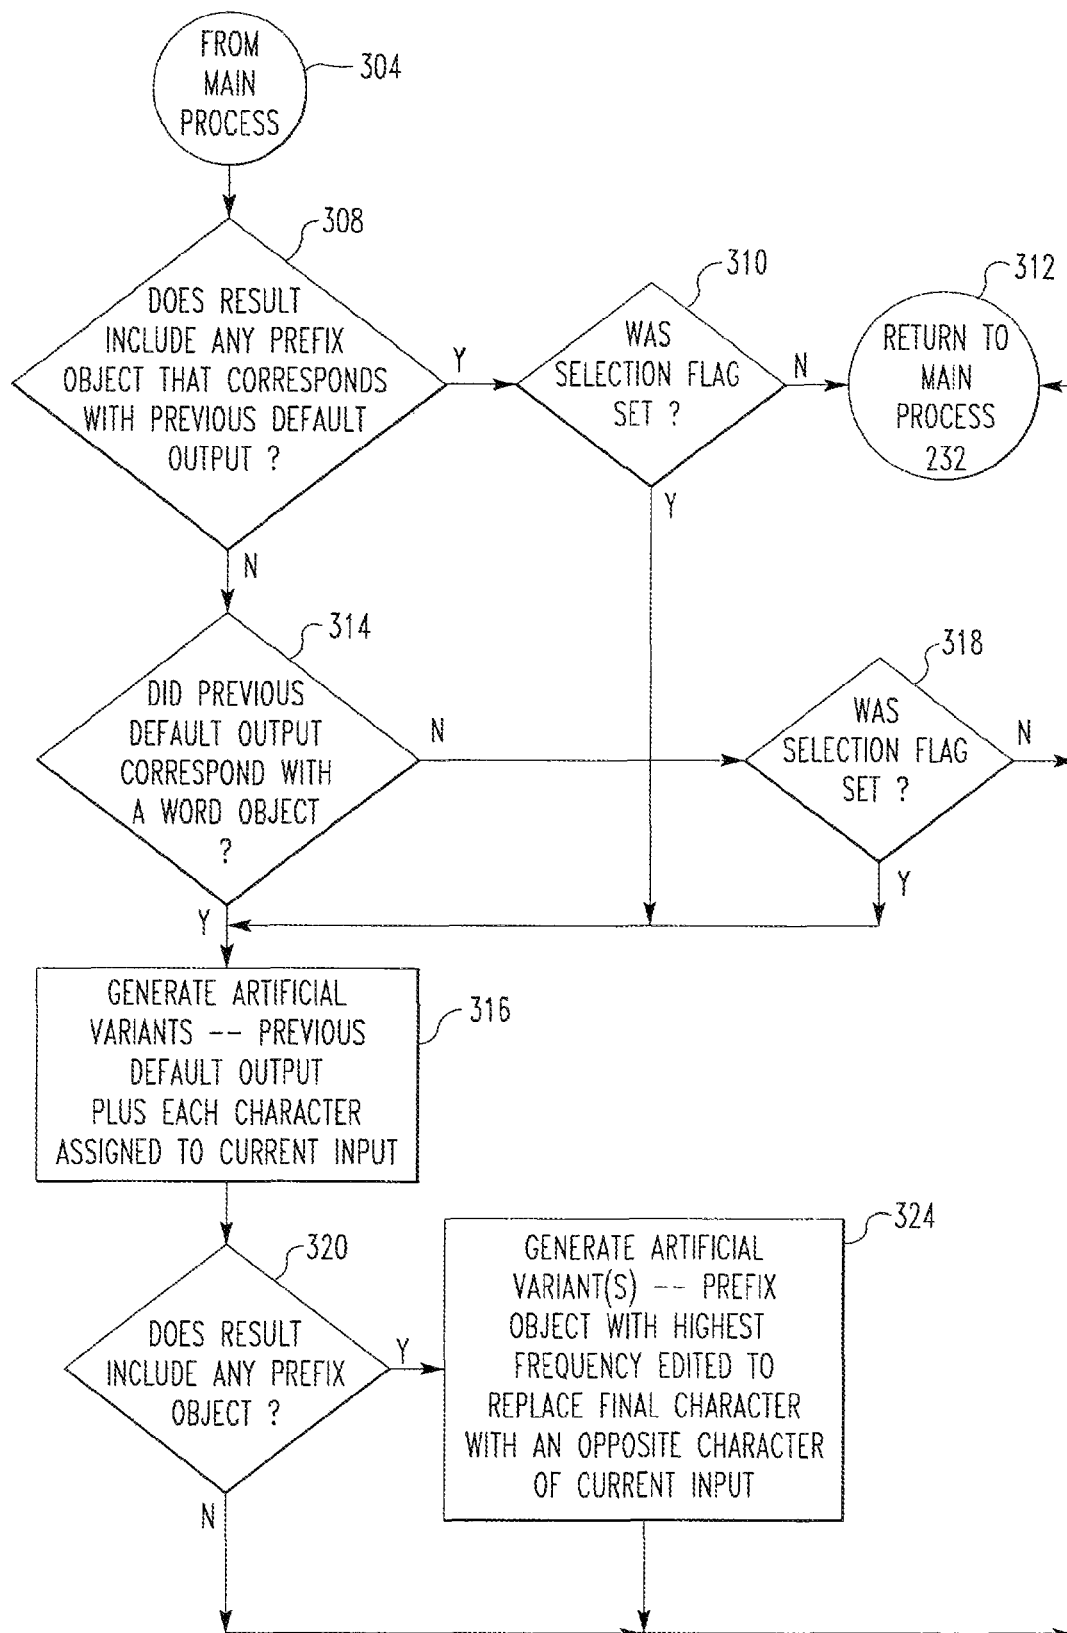 FROM
MAIN
PROCESS
304
308
DOES RESULT
INCLUDE ANY PREFIX
OBJECT THAT CORRESPONDS
WITH PREVIOUS DEFAULT
OUTPUT ?
Y
N
310
WAS
SELECTION FLAG
SET ?
N
Y
312
RETURN TO
MAIN
PROCESS
232
314
DID PREVIOUS
DEFAULT OUTPUT
CORRESPOND WITH
A WORD OBJECT
?
N
Y
318
WAS
SELECTION FLAG
SET ?
N
Y
GENERATE ARTIFICIAL
VARIANTS -- PREVIOUS
DEFAULT OUTPUT
PLUS EACH CHARACTER
ASSIGNED TO CURRENT INPUT
316
320
DOES RESULT
INCLUDE ANY PREFIX
OBJECT ?
Y
N
324
GENERATE ARTIFICIAL
VARIANT(S) -- PREFIX
OBJECT WITH HIGHEST
FREQUENCY EDITED TO
REPLACE FINAL CHARACTER
WITH AN OPPOSITE CHARACTER
OF CURRENT INPUT